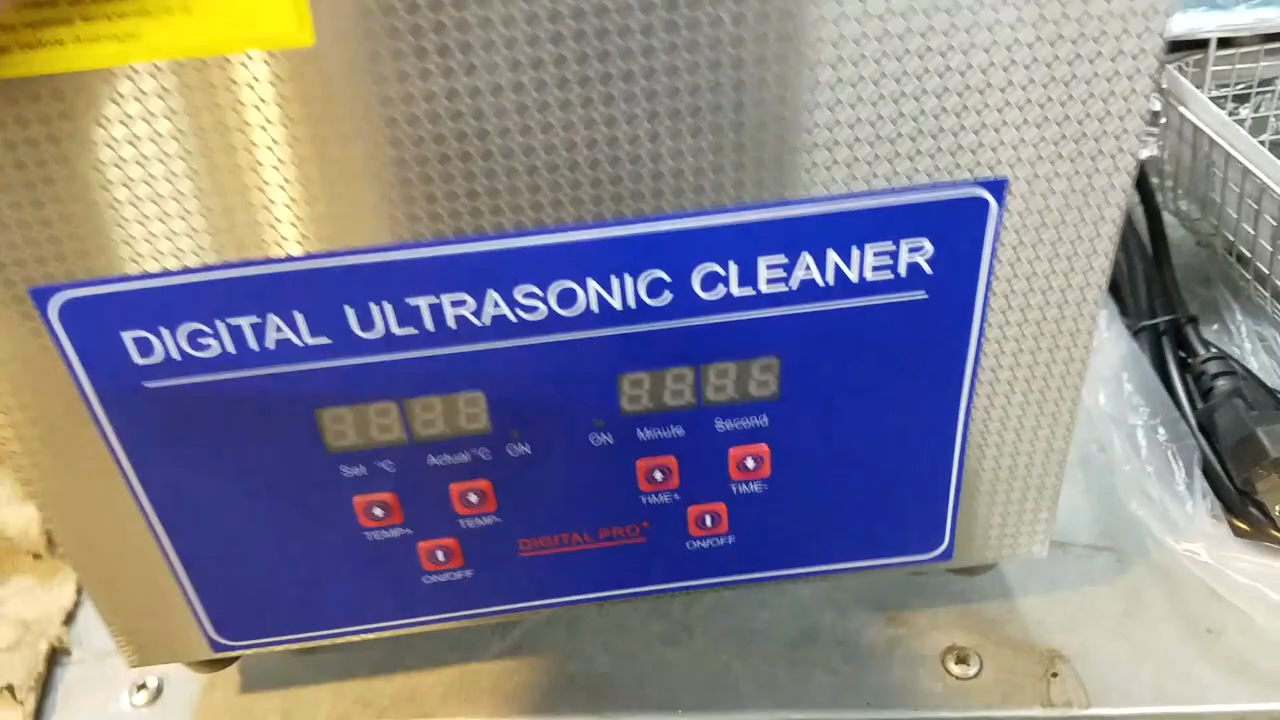 valve
DIGITAL ULTRASONIC CLEANER
Set °C
Actual °C
ON
ON
Minute
Second
TEMP+
TEMP-
TIME+
TIME-
ON/OFF
DIGITAL PRO+
ON/OFF